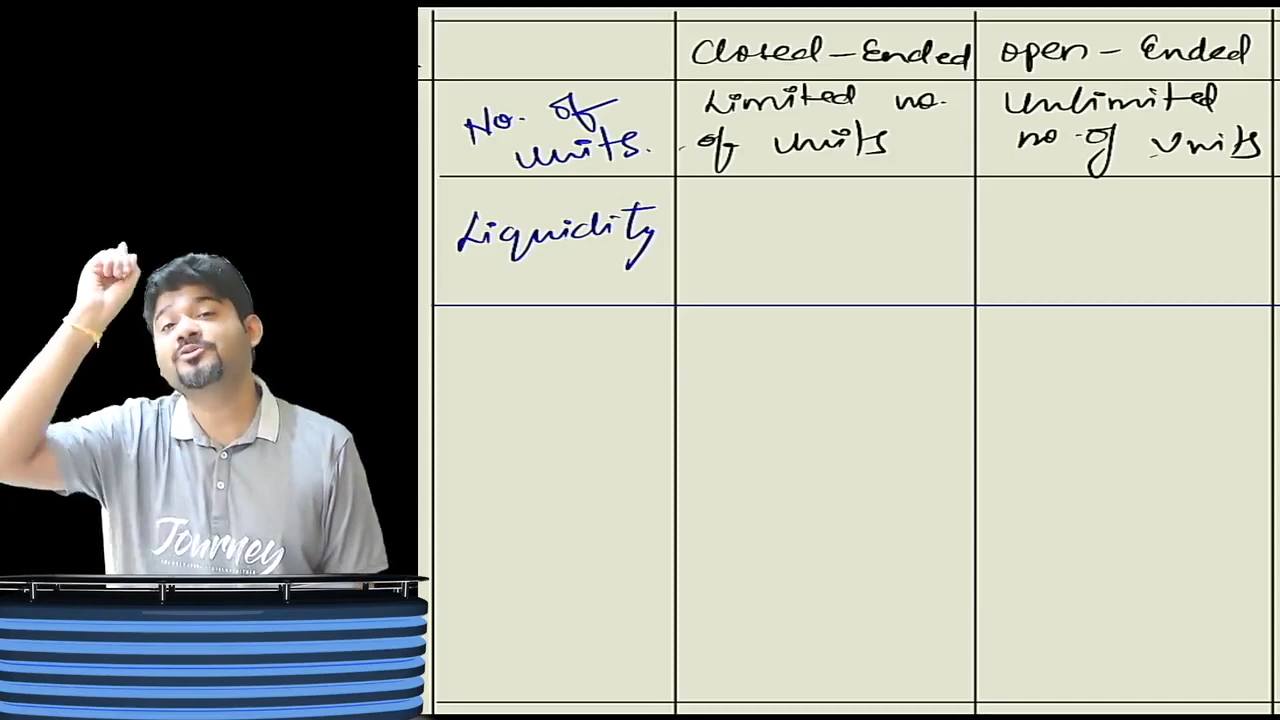 Closed-Ended
open-Ended
No. of
units.
Limited no.
of units
Unlimited
no. of units
Liquidity
Journey